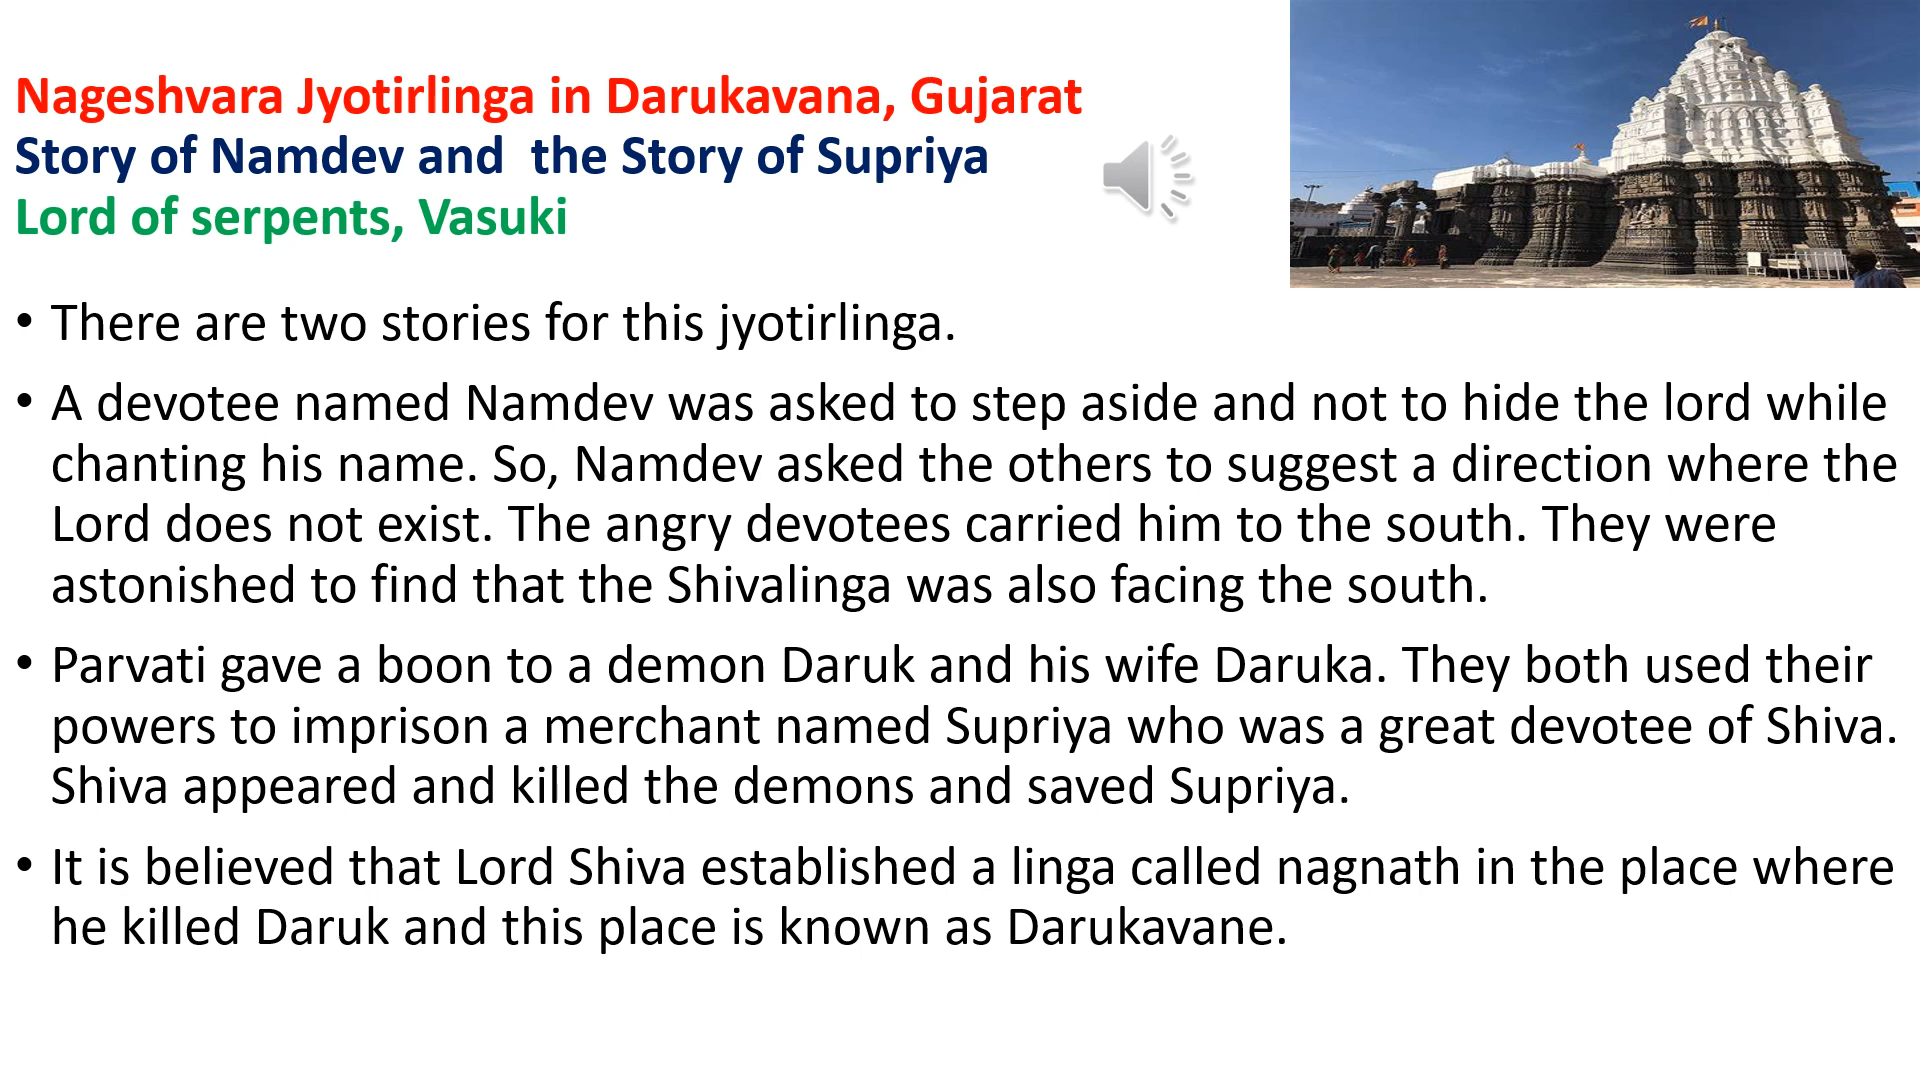 Nageshvara Jyotirlinga in Darukavana, Gujarat
Story of Namdev and  the Story of Supriya
Lord of serpents, Vasuki
• There are two stories for this jyotirlinga.
• A devotee named Namdev was asked to step aside and not to hide the lord while
chanting his name. So, Namdev asked the others to suggest a direction where the
Lord does not exist. The angry devotees carried him to the south. They were
astonished to find that the Shivalinga was also facing the south.
• Parvati gave a boon to a demon Daruk and his wife Daruka. They both used their
powers to imprison a merchant named Supriya who was a great devotee of Shiva.
Shiva appeared and killed the demons and saved Supriya.
• It is believed that Lord Shiva established a linga called nagnath in the place where
he killed Daruk and this place is known as Darukavane.